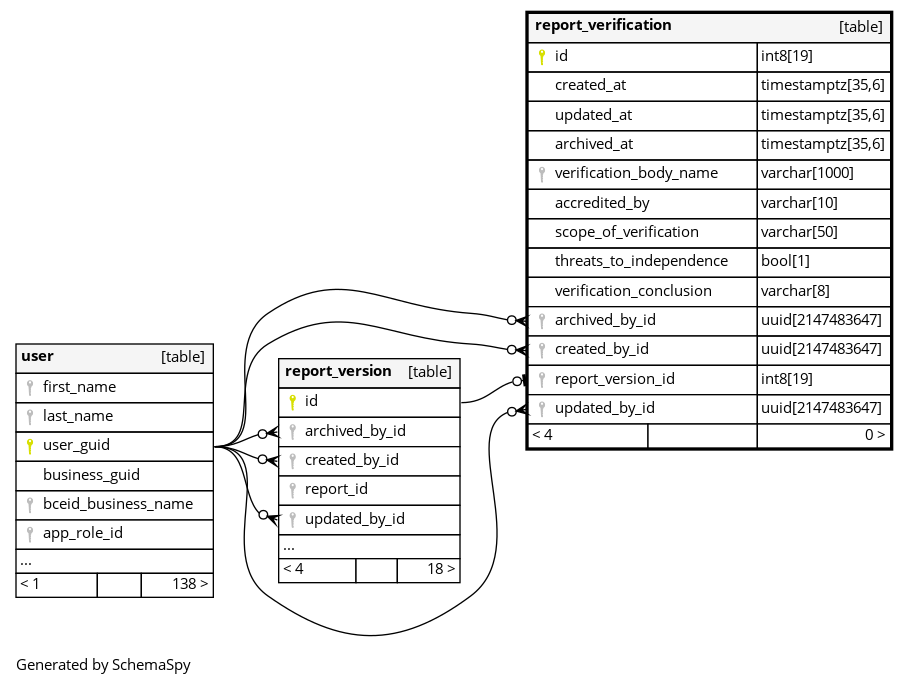 report_verification [table]
id int8[19]
created_at timestamptz[35,6]
updated_at timestamptz[35,6]
archived_at timestamptz[35,6]
verification_body_name varchar[1000]
accredited_by varchar[10]
scope_of_verification varchar[50]
threats_to_independence bool[1]
verification_conclusion varchar[8]
archived_by_id uuid[2147483647]
created_by_id uuid[2147483647]
report_version_id int8[19]
updated_by_id uuid[2147483647]
< 4 0 >
user [table]
first_name
last_name
user_guid
business_guid
bceid_business_name
app_role_id
...
< 1 138 >
report_version [table]
id
archived_by_id
created_by_id
report_id
updated_by_id
...
< 4 18 >
Generated by SchemaSpy